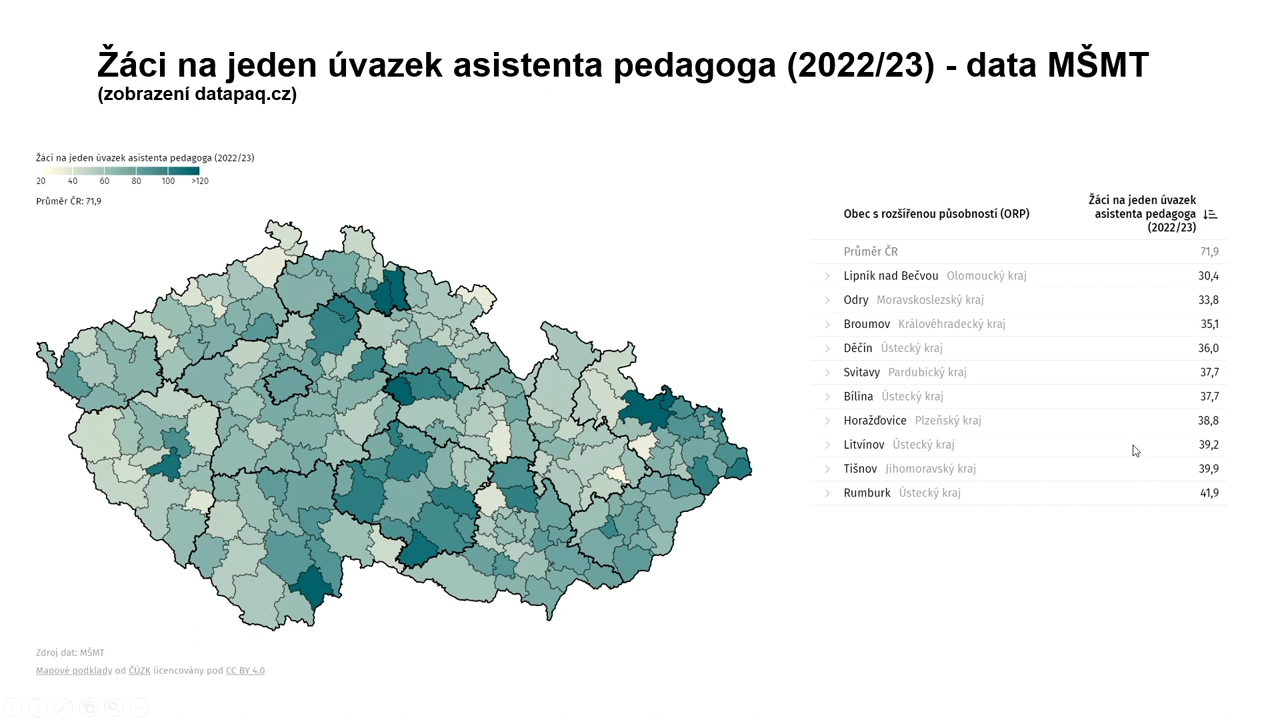 Žáci na jeden úvazek asistenta pedagoga (2022/23) - data MŠMT
(zobrazení datapaq.cz)
Žáci na jeden úvazek asistenta pedagoga (2022/23)
20 40 60 80 100 >120
Průměr ČR: 71,9
Obec s rozšířenou působností (ORP)
Žáci na jeden úvazek
asistenta pedagoga
(2022/23)
Průměr ČR 71,9
Lipník nad Bečvou Olomoucký kraj 30,4
Odry Moravskoslezský kraj 33,8
Broumov Královéhradecký kraj 35,1
Děčín Ústecký kraj 36,0
Svitavy Pardubický kraj 37,7
Bílina Ústecký kraj 37,7
Horažďovice Plzeňský kraj 38,8
Litvínov Ústecký kraj 39,2
Tišnov Jihomoravský kraj 39,9
Rumburk Ústecký kraj 41,9
Zdroj dat: MŠMT
Mapové podklady od ČÚZK licencovány pod CC BY 4.0